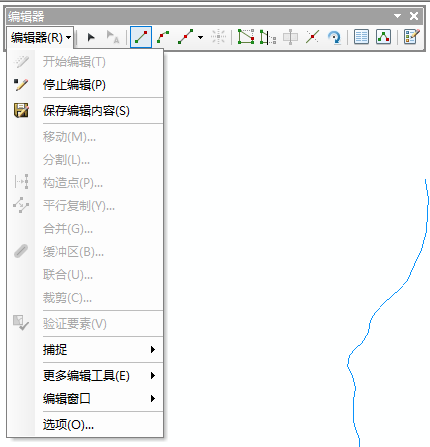 编辑器
编辑器(R)
开始编辑(T)
停止编辑(P)
保存编辑内容(S)
移动(M)...
分割(L)...
构造点(P)...
平行复制(Y)...
合并(G)...
缓冲区(B)...
联合(U)...
裁剪(C)...
验证要素(V)
捕捉
更多编辑工具(E)
编辑窗口
选项(O)...